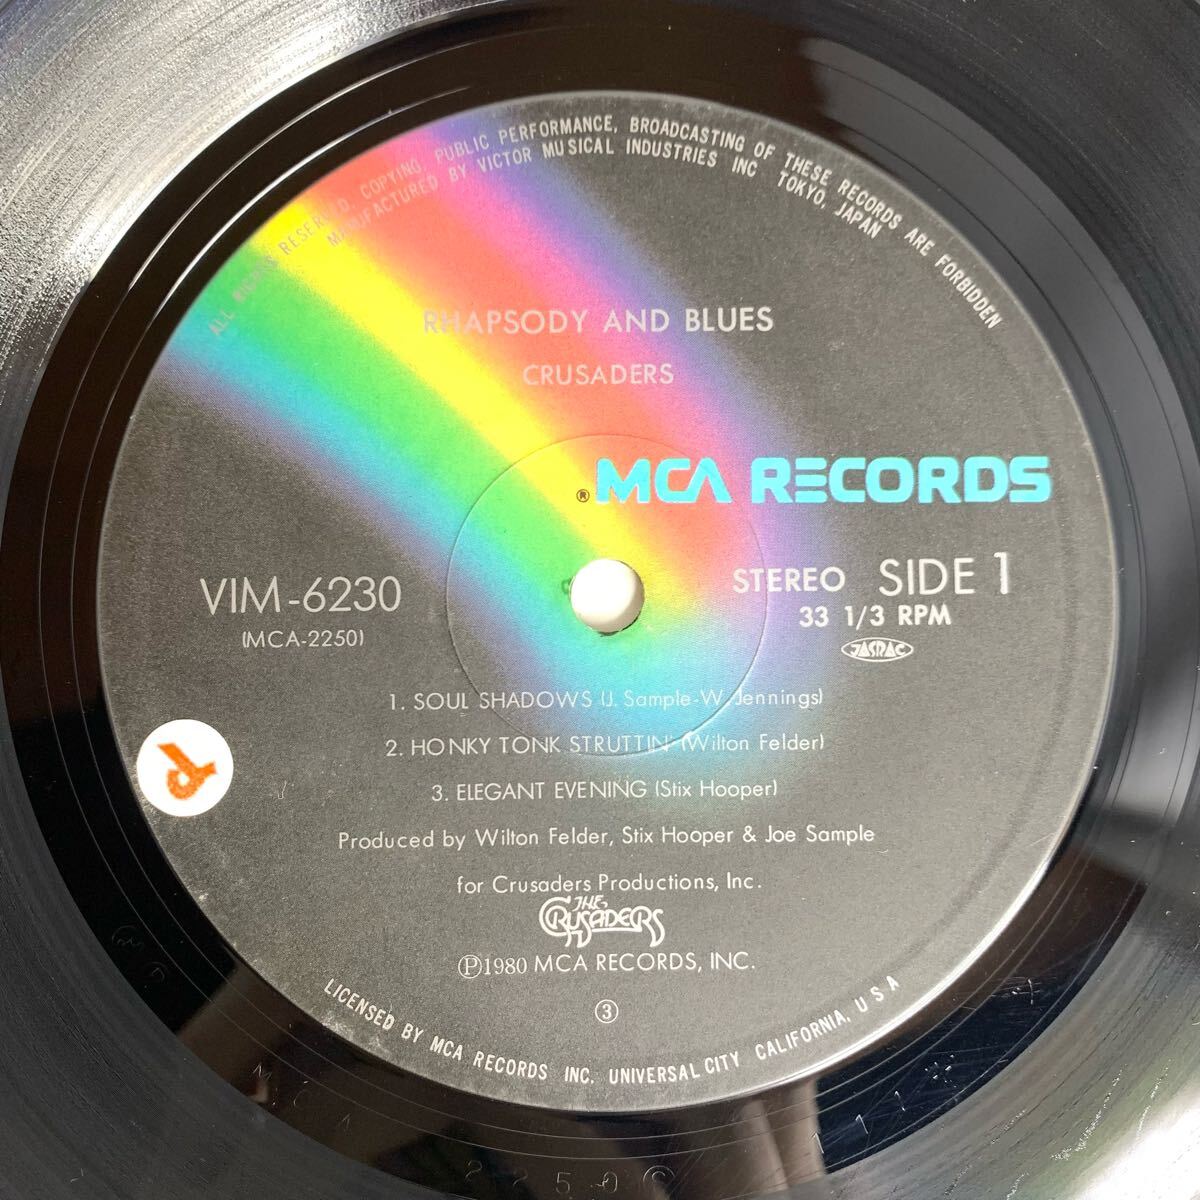 ALL RIGHTS RESERVED, COPYING, PUBLIC PERFORMANCE, BROADCASTING OF THESE RECORDS ARE FORBIDDEN
MANUFACTURED BY VICTOR MUSICAL INDUSTRIES INC TOKYO, JAPAN
RHAPSODY AND BLUES
CRUSADERS
® MCA RECORDS
VIM-6230
(MCA-2250)
STEREO SIDE 1
33 1/3 RPM
JASRAC
1. SOUL SHADOWS (J. Sample-W. Jennings)
2. HONKY TONK STRUTTIN' (Wilton Felder)
3. ELEGANT EVENING (Stix Hooper)
Produced by Wilton Felder, Stix Hooper & Joe Sample
for Crusaders Productions, Inc.
THE CRUSADERS
Ⓟ1980 MCA RECORDS, INC.
③
LICENSED BY MCA RECORDS INC. UNIVERSAL CITY CALIFORNIA, U S A